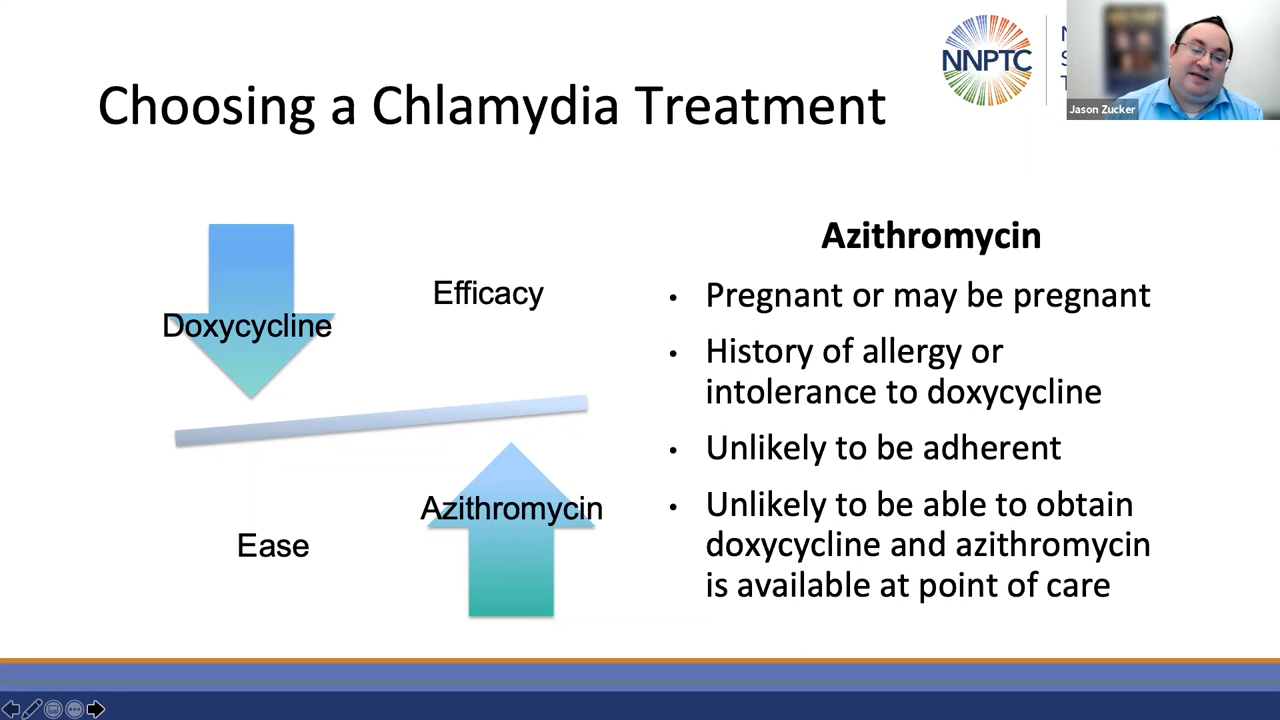 Choosing a Chlamydia Treatment
NNPTC
N
S
T
Jason Zucker
Doxycycline
Efficacy
Azithromycin
Ease
Azithromycin
• Pregnant or may be pregnant
• History of allergy or
intolerance to doxycycline
• Unlikely to be adherent
• Unlikely to be able to obtain
doxycycline and azithromycin
is available at point of care